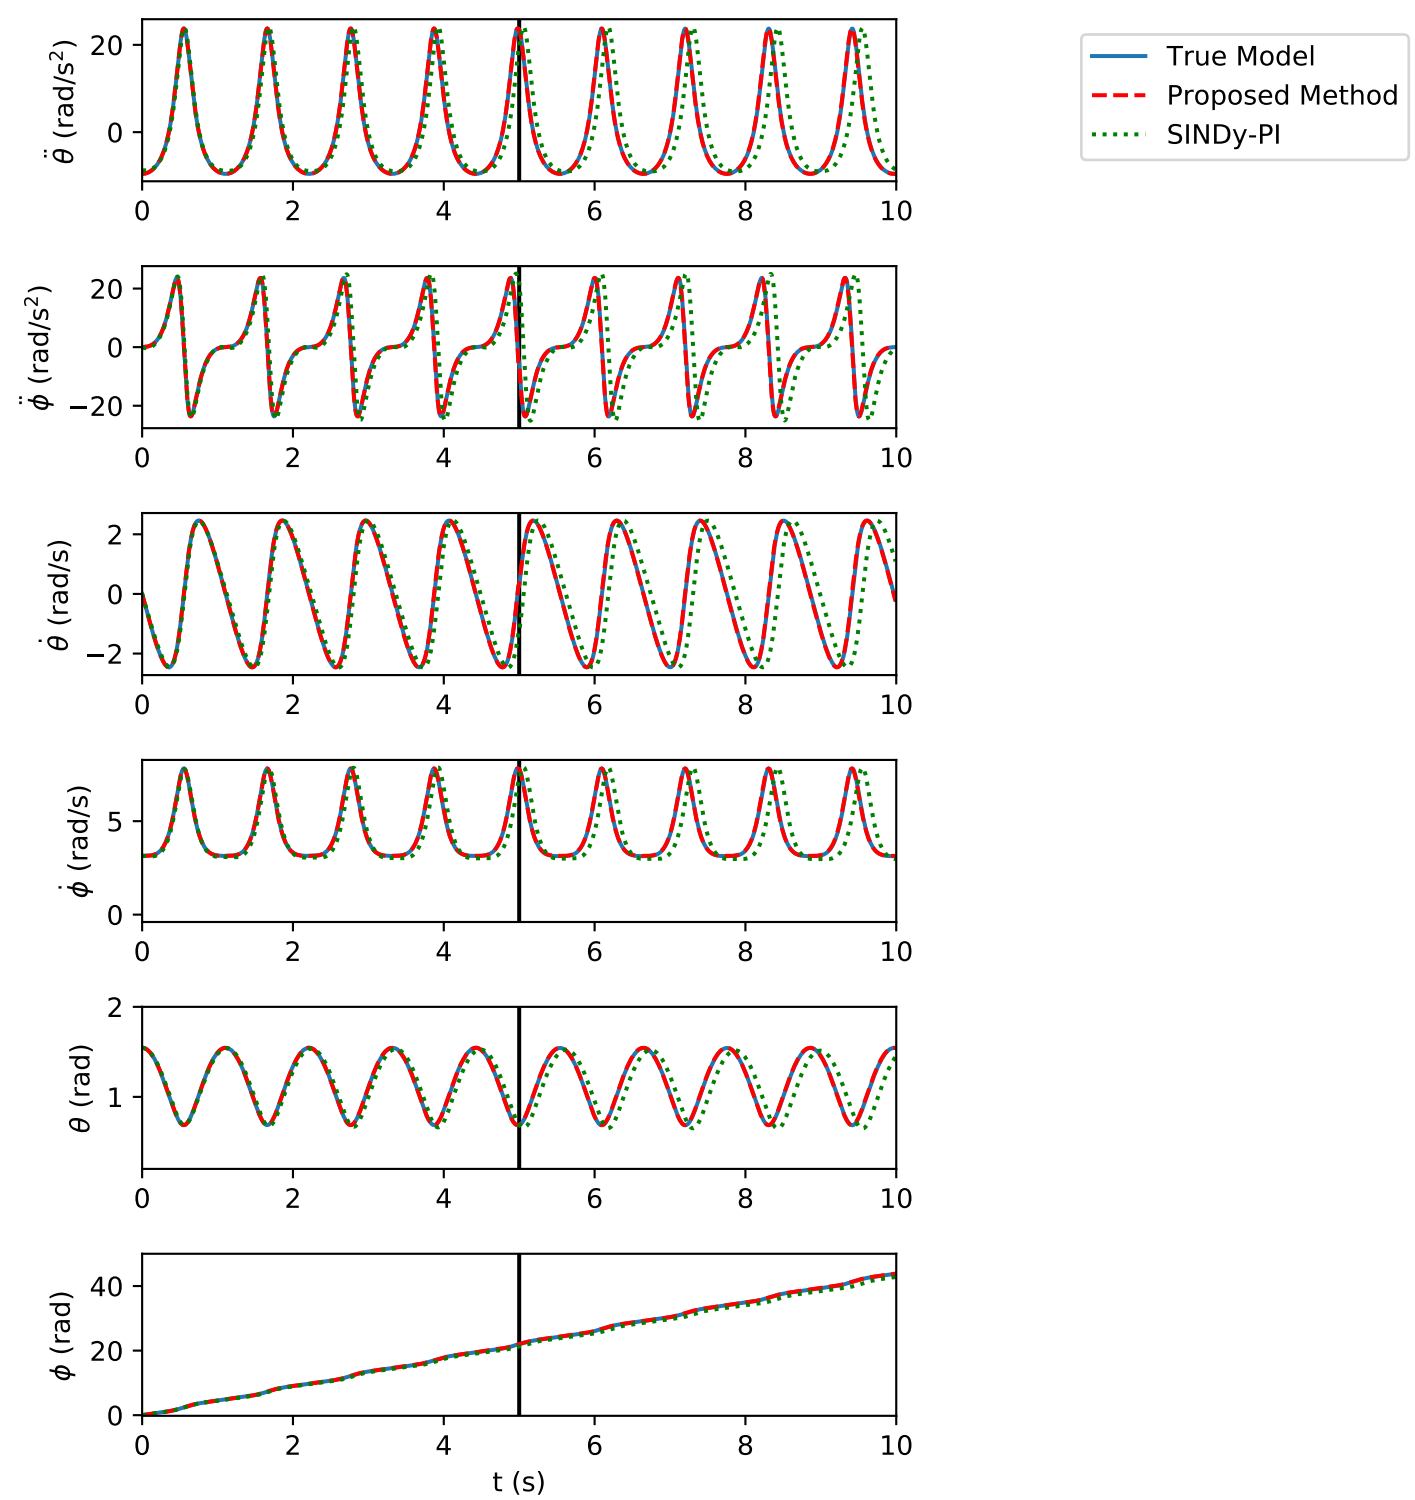 True Model
Proposed Method
SINDy-PI
θ̈ (rad/s²)
20
0
0 2 4 6 8 10
ϕ̈ (rad/s²)
20
0
−20
0 2 4 6 8 10
θ̇ (rad/s)
2
0
−2
0 2 4 6 8 10
ϕ̇ (rad/s)
5
0
0 2 4 6 8 10
θ (rad)
2
1
0 2 4 6 8 10
ϕ (rad)
40
20
0
0 2 4 6 8 10
t (s)